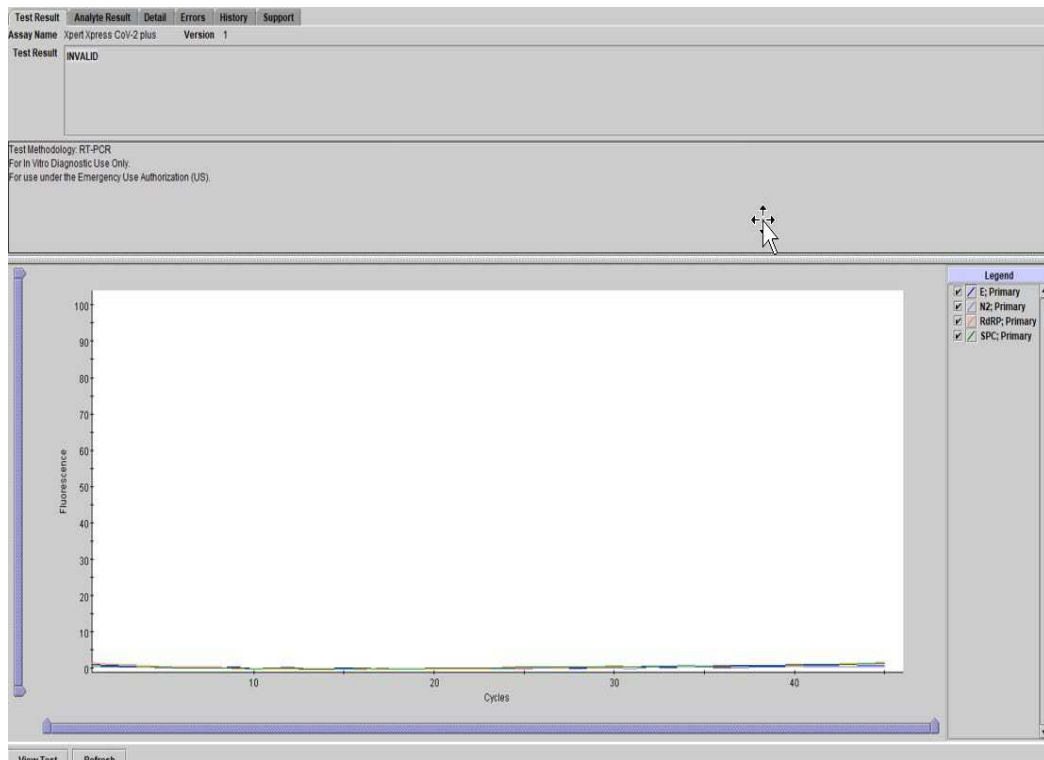 Test Result Analyte Result Detail Errors History Support
Assay Name Xpert Xpress CoV-2 plus Version 1
Test Result INVALID
Test Methodology: RT-PCR
For In Vitro Diagnostic Use Only.
For use under the Emergency Use Authorization (US).
Legend
E; Primary
N2; Primary
RdRP; Primary
SPC; Primary
100
90
80
70
60
50
40
30
20
10
0
Fluorescence
10 20 30 40
Cycles
View Test Refresh